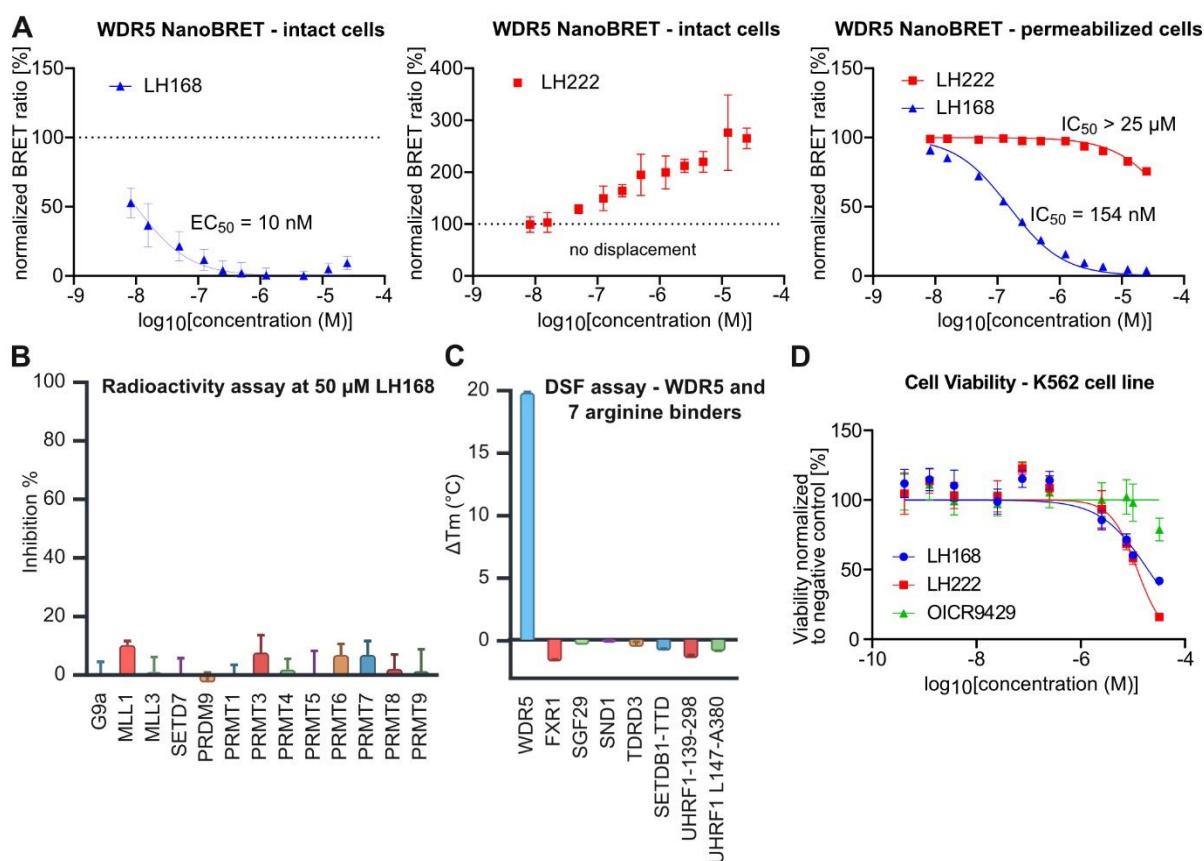 A
WDR5 NanoBRET - intact cells
normalized BRET ratio [%]
150
100
50
0
LH168
EC50 = 10 nM
-9 -8 -7 -6 -5 -4
log10[concentration (M)]
WDR5 NanoBRET - intact cells
normalized BRET ratio [%]
400
300
200
100
0
LH222
no displacement
-9 -8 -7 -6 -5 -4
log10[concentration (M)]
WDR5 NanoBRET - permeabilized cells
normalized BRET ratio [%]
150
100
50
0
LH222
LH168
IC50 > 25 µM
IC50 = 154 nM
-9 -8 -7 -6 -5 -4
log10[concentration (M)]
B
Radioactivity assay at 50 µM LH168
Inhibition %
100
80
60
40
20
0
G9a
MLL1
MLL3
SETD7
PRDM9
PRMT1
PRMT3
PRMT4
PRMT5
PRMT6
PRMT7
PRMT8
PRMT9
C
DSF assay - WDR5 and
7 arginine binders
ΔTm (°C)
20
15
10
5
0
WDR5
FXR1
SGF29
SND1
TDRD3
SETDB1-TTD
UHRF1-139-298
UHRF1 L147-A380
D
Cell Viability - K562 cell line
Viability normalized
to negative control [%]
150
100
50
0
LH168
LH222
OICR9429
-10 -8 -6 -4
log10[concentration (M)]